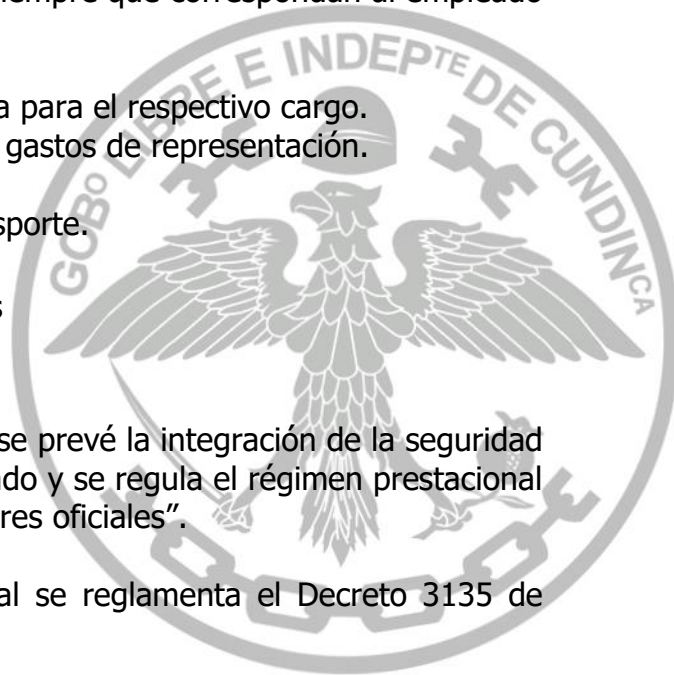 siempre que correspondan al empleado
a para el respectivo cargo.
gastos de representación.
sporte.
s
se prevé la integración de la seguridad
ado y se regula el régimen prestacional
res oficiales”.
al se reglamenta el Decreto 3135 de
GOBº LIBRE E INDEPTE DE CUNDINCA